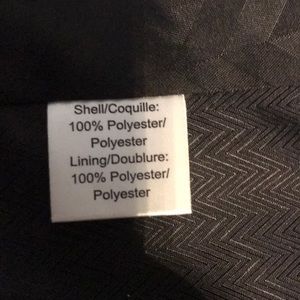 Shell/Coquille:
100% Polyester/
Polyester
Lining/Doublure:
100% Polyester/
Polyester